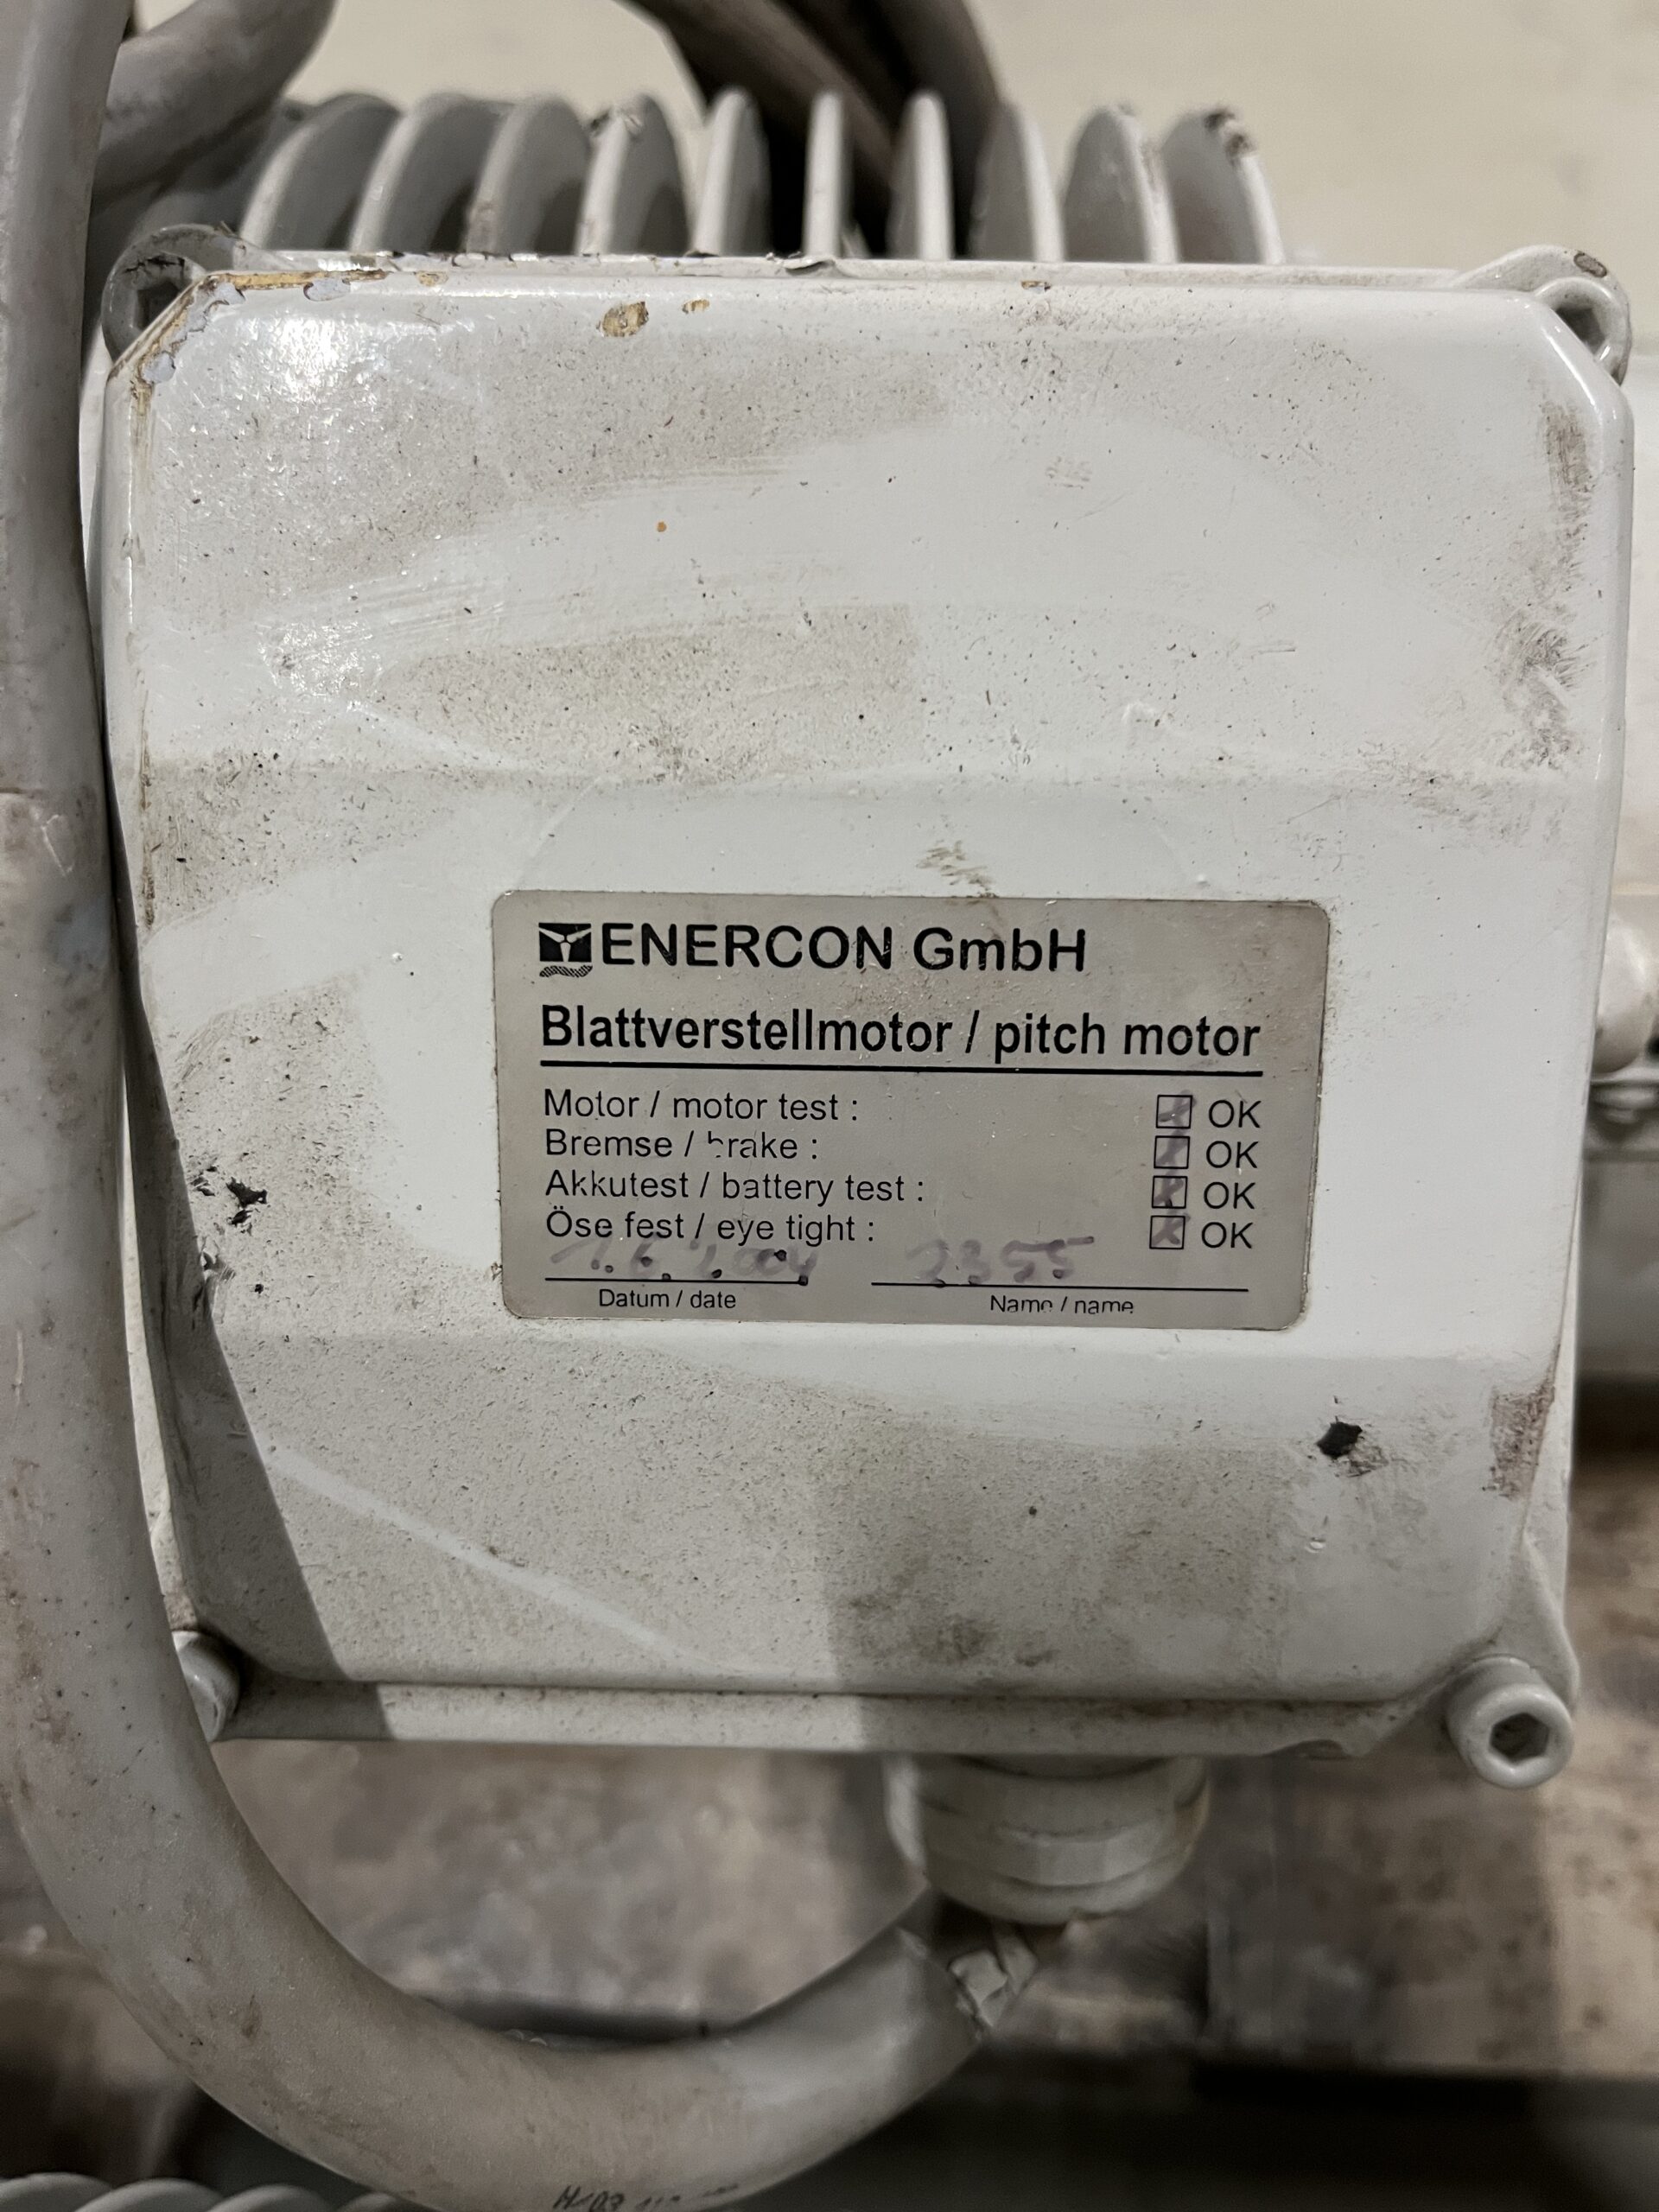 ENERCON GmbH
Blattverstellmotor / pitch motor
Motor / motor test : OK
Bremse / brake : OK
Akkutest / battery test : OK
Öse fest / eye tight : OK
1.6.2004 2355
Datum / date Name / name